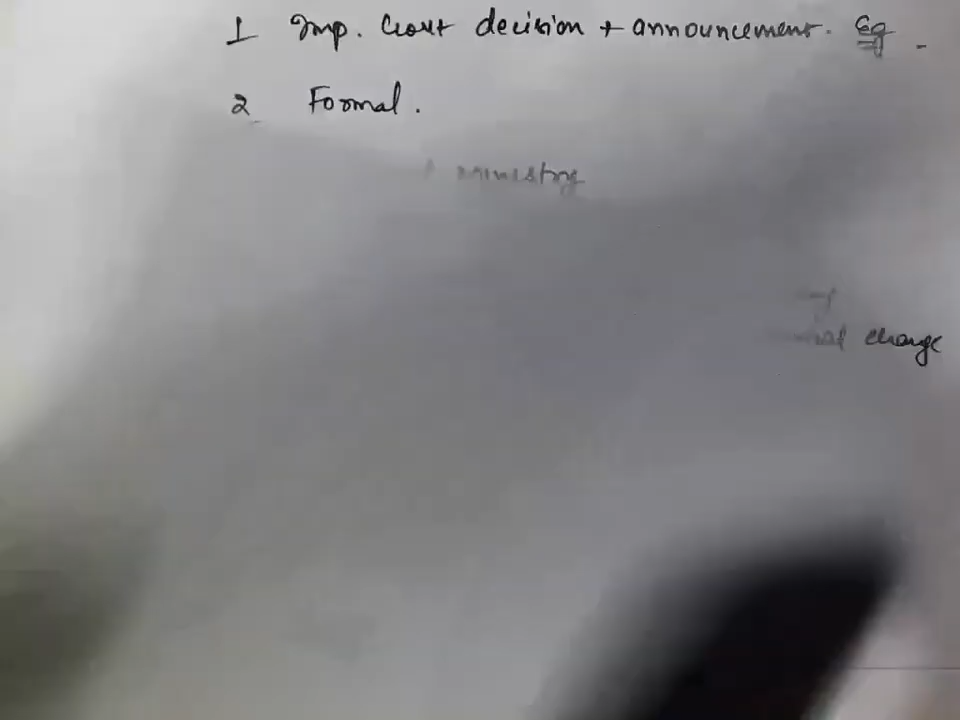 1 Imp. Govt decision + announcement. Eg -
2 Formal.
ministry
change